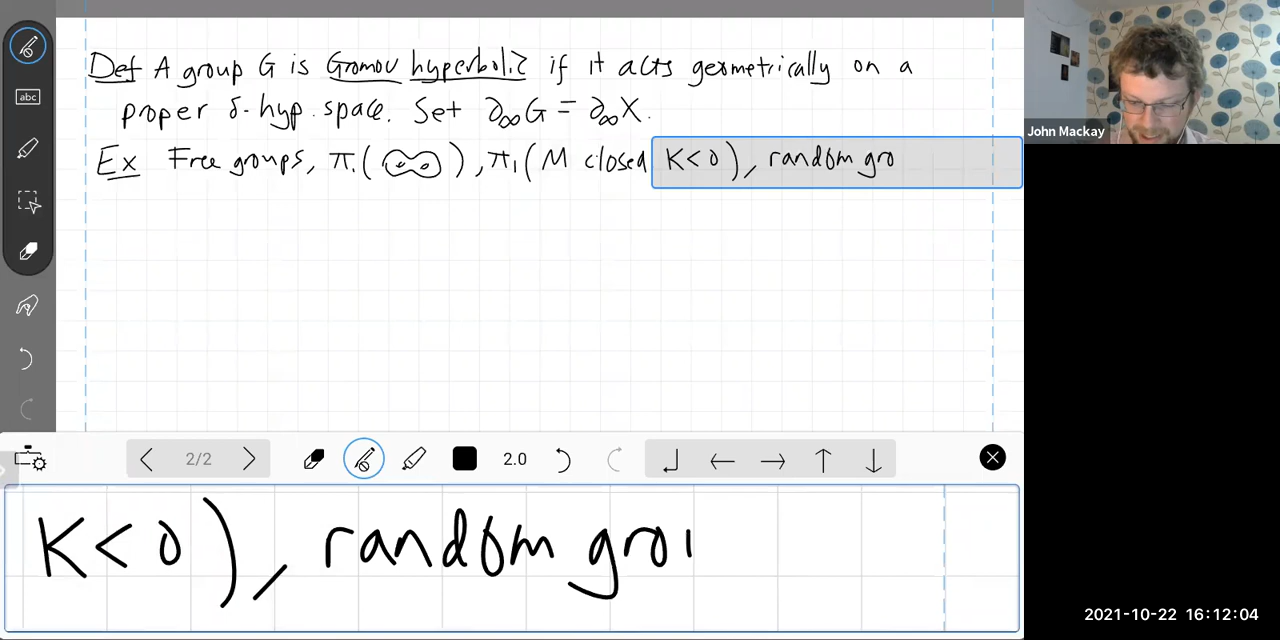 Def A group G is Gromov hyperbolic if it acts geometrically on a
proper δ-hyp. space. Set ∂∞G = ∂∞X.
Ex Free groups, π₁( ), π₁(M closed K<0), random gro
abc
John Mackay
2/2
2.0
K<0), random gro
2021-10-22 16:12:04